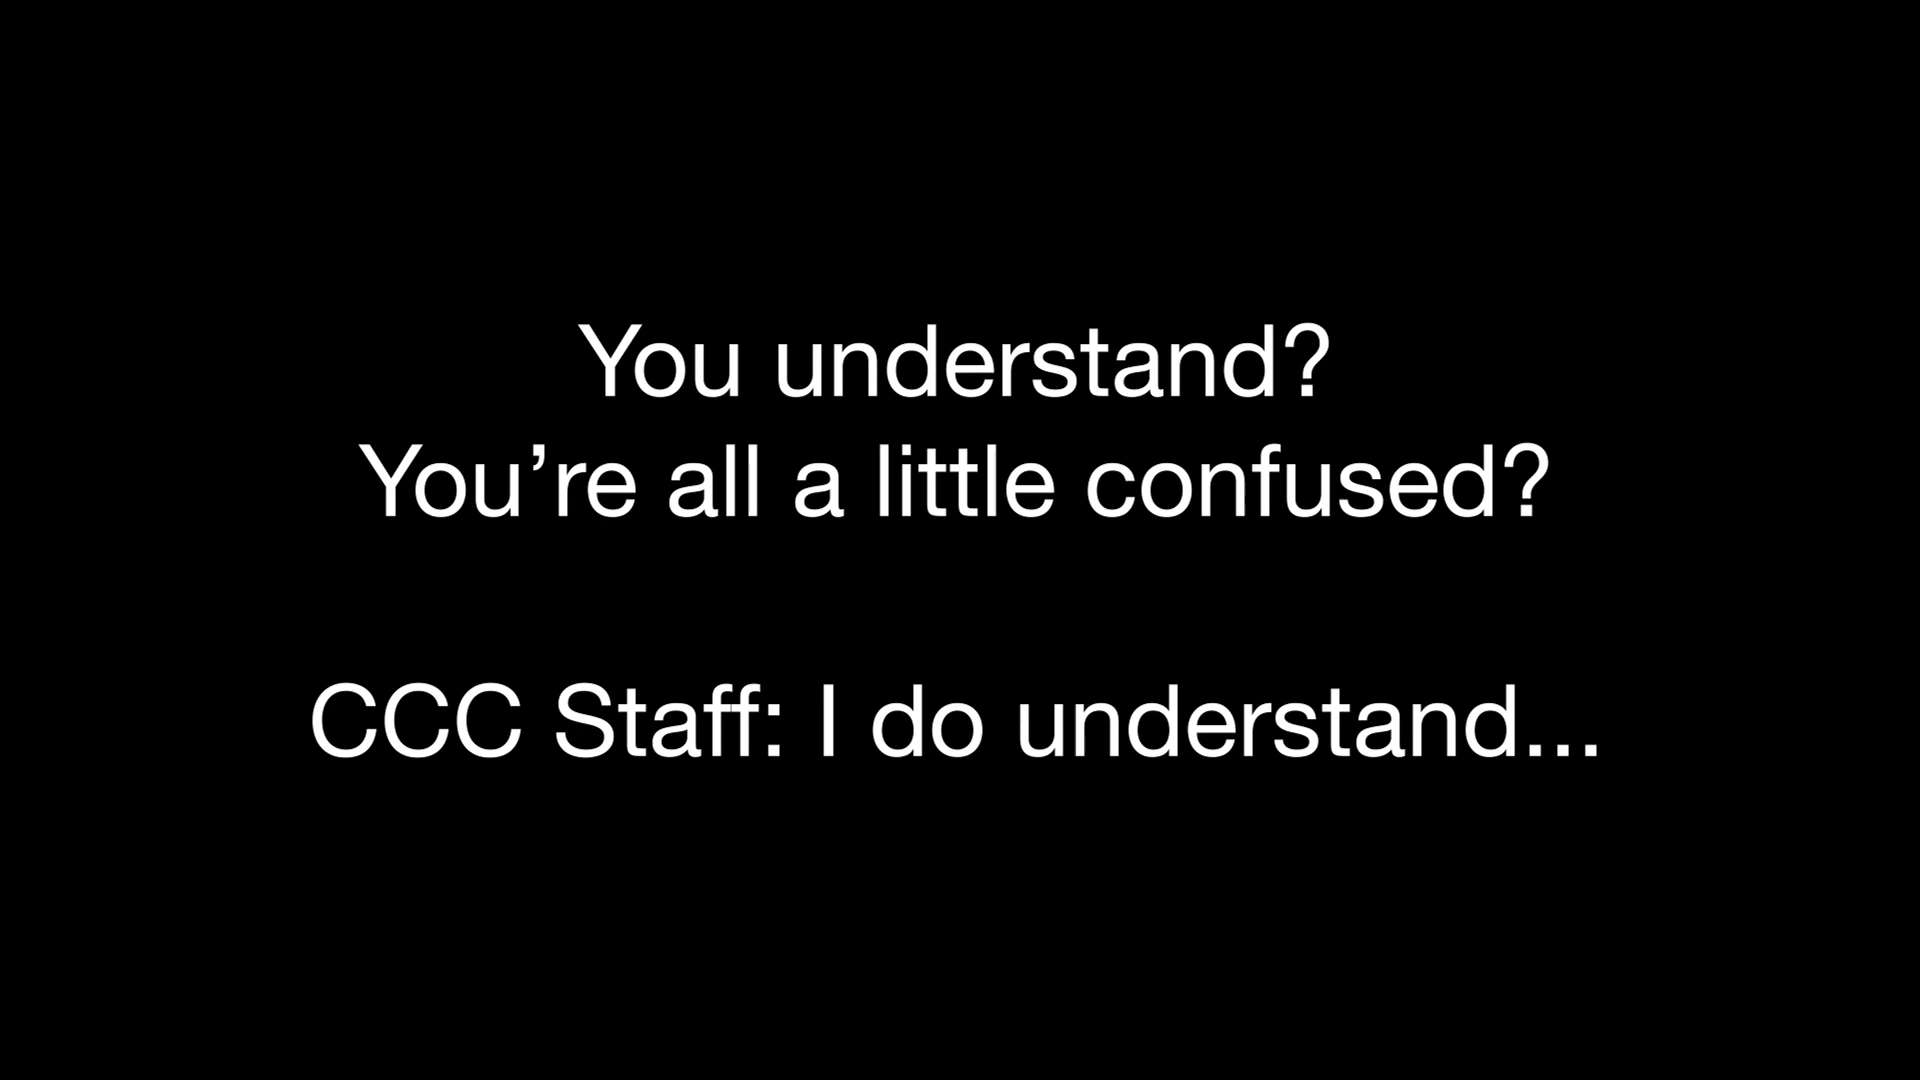 You understand?
You’re all a little confused?
CCC Staff: I do understand...